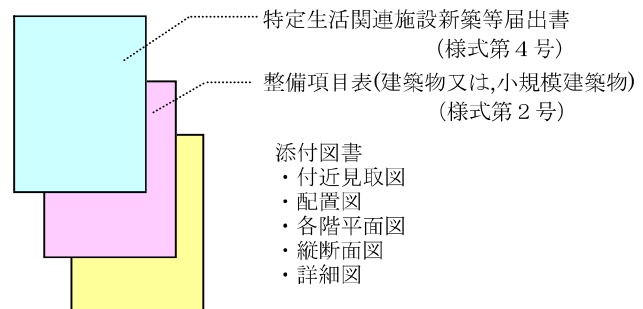 特定生活関連施設新築等届出書
（様式第４号）
整備項目表(建築物又は,小規模建築物)
（様式第２号）
添付図書
・付近見取図
・配置図
・各階平面図
・縦断面図
・詳細図